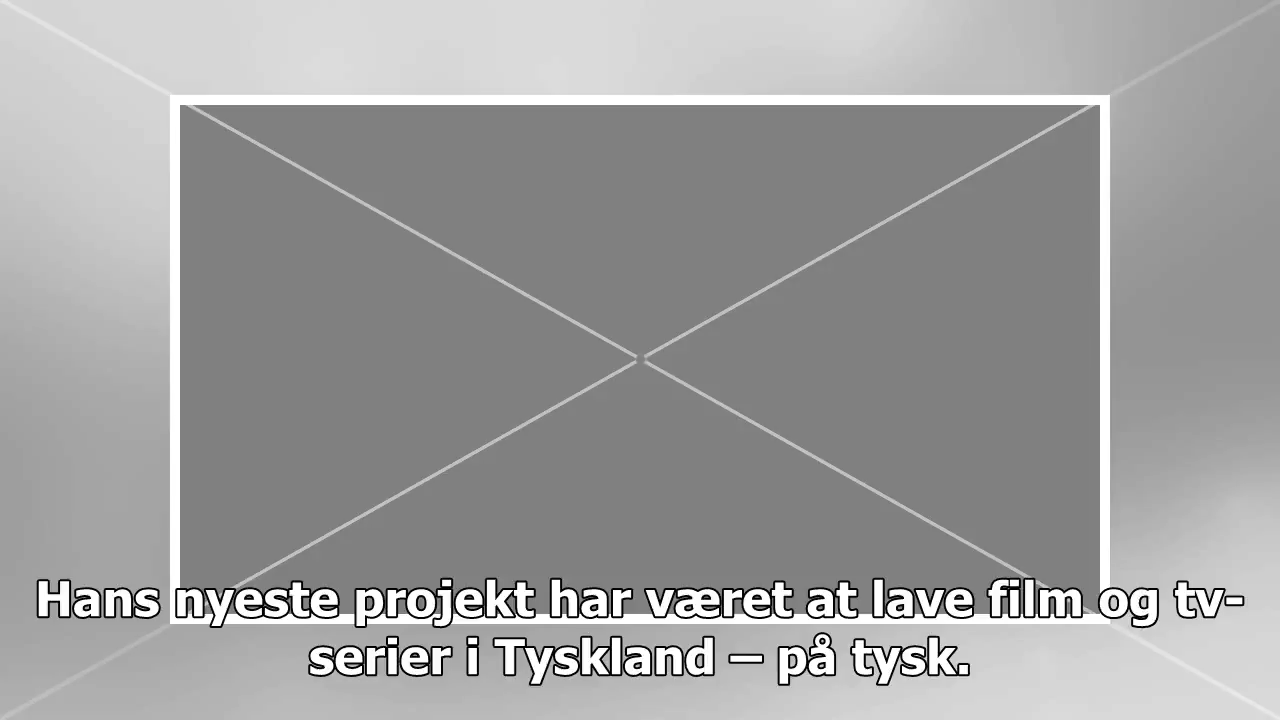 Hans nyeste projekt har været at lave film og tv-
serier i Tyskland – på tysk.